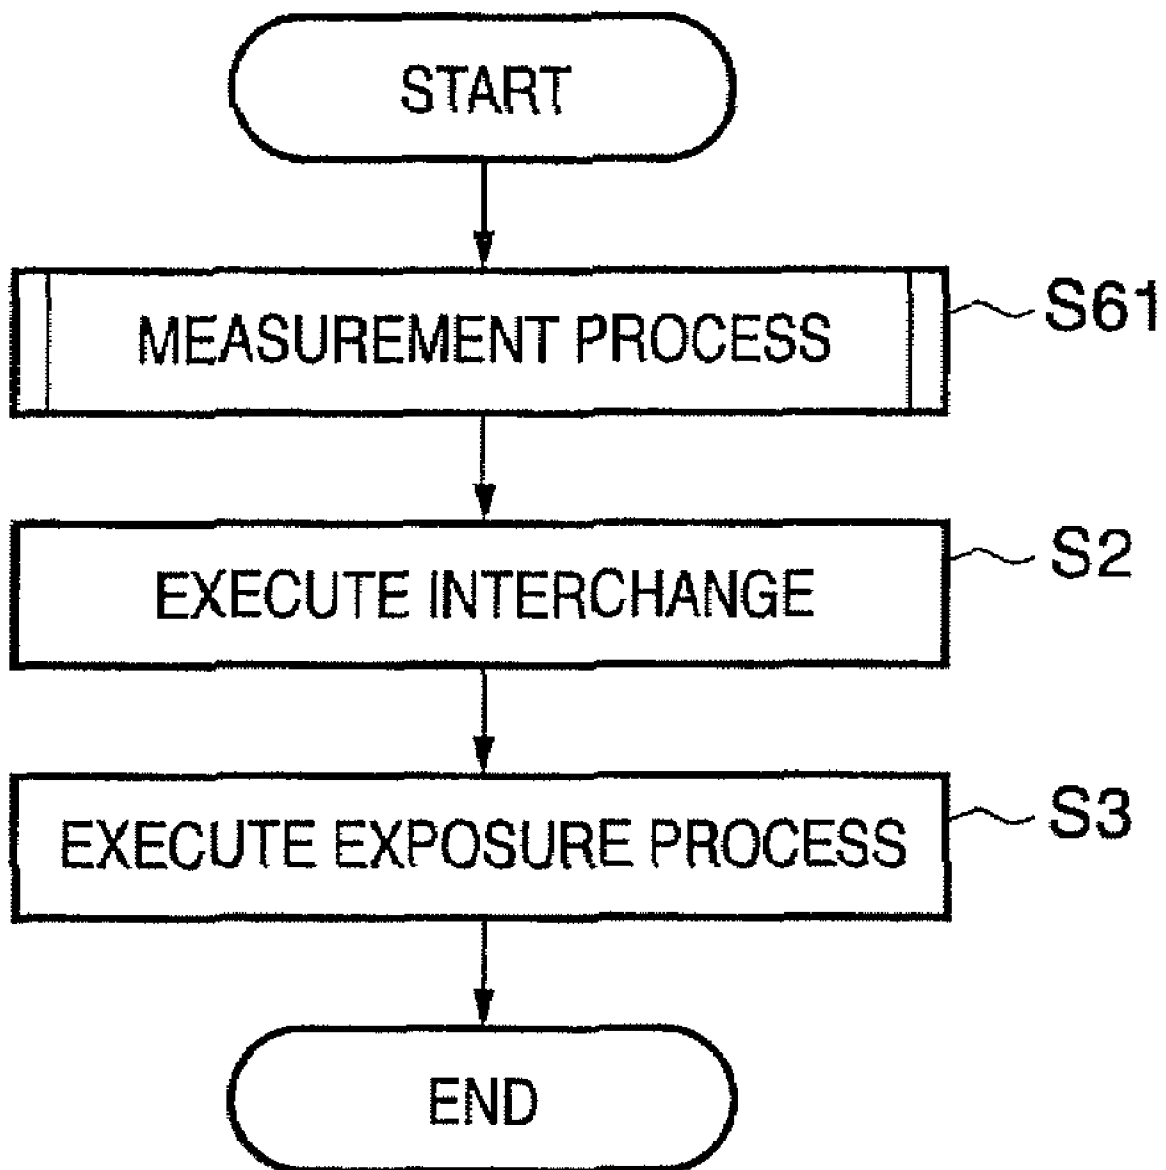 START
MEASUREMENT PROCESS
S61
EXECUTE INTERCHANGE
S2
EXECUTE EXPOSURE PROCESS
S3
END